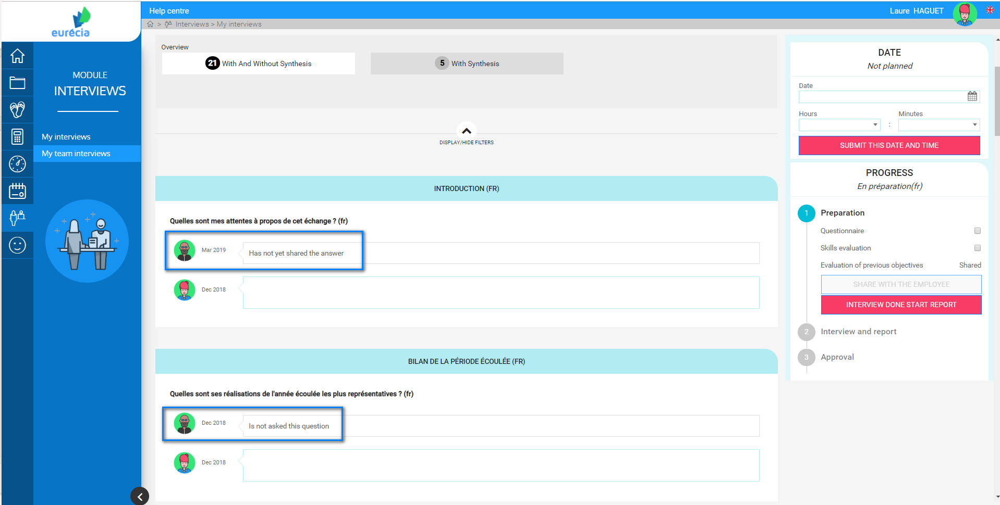 eurécia
Help centre
Laure HAGUET
> Interviews > My interviews
MODULE
INTERVIEWS
My interviews
My team interviews
Overview
21 With And Without Synthesis
5 With Synthesis
DISPLAY/HIDE FILTERS
INTRODUCTION (FR)
Quelles sont mes attentes à propos de cet échange ? (fr)
Mar 2019
Has not yet shared the answer
Dec 2018
BILAN DE LA PÉRIODE ÉCOULÉE (FR)
Quelles sont ses réalisations de l'année écoulée les plus représentatives ? (fr)
Dec 2018
Is not asked this question
Dec 2018
DATE
Not planned
Date
Hours
Minutes
:
SUBMIT THIS DATE AND TIME
PROGRESS
En préparation(fr)
1 Preparation
Questionnaire
Skills evaluation
Evaluation of previous objectives Shared
SHARE WITH THE EMPLOYEE
INTERVIEW DONE START REPORT
2 Interview and report
3 Approval